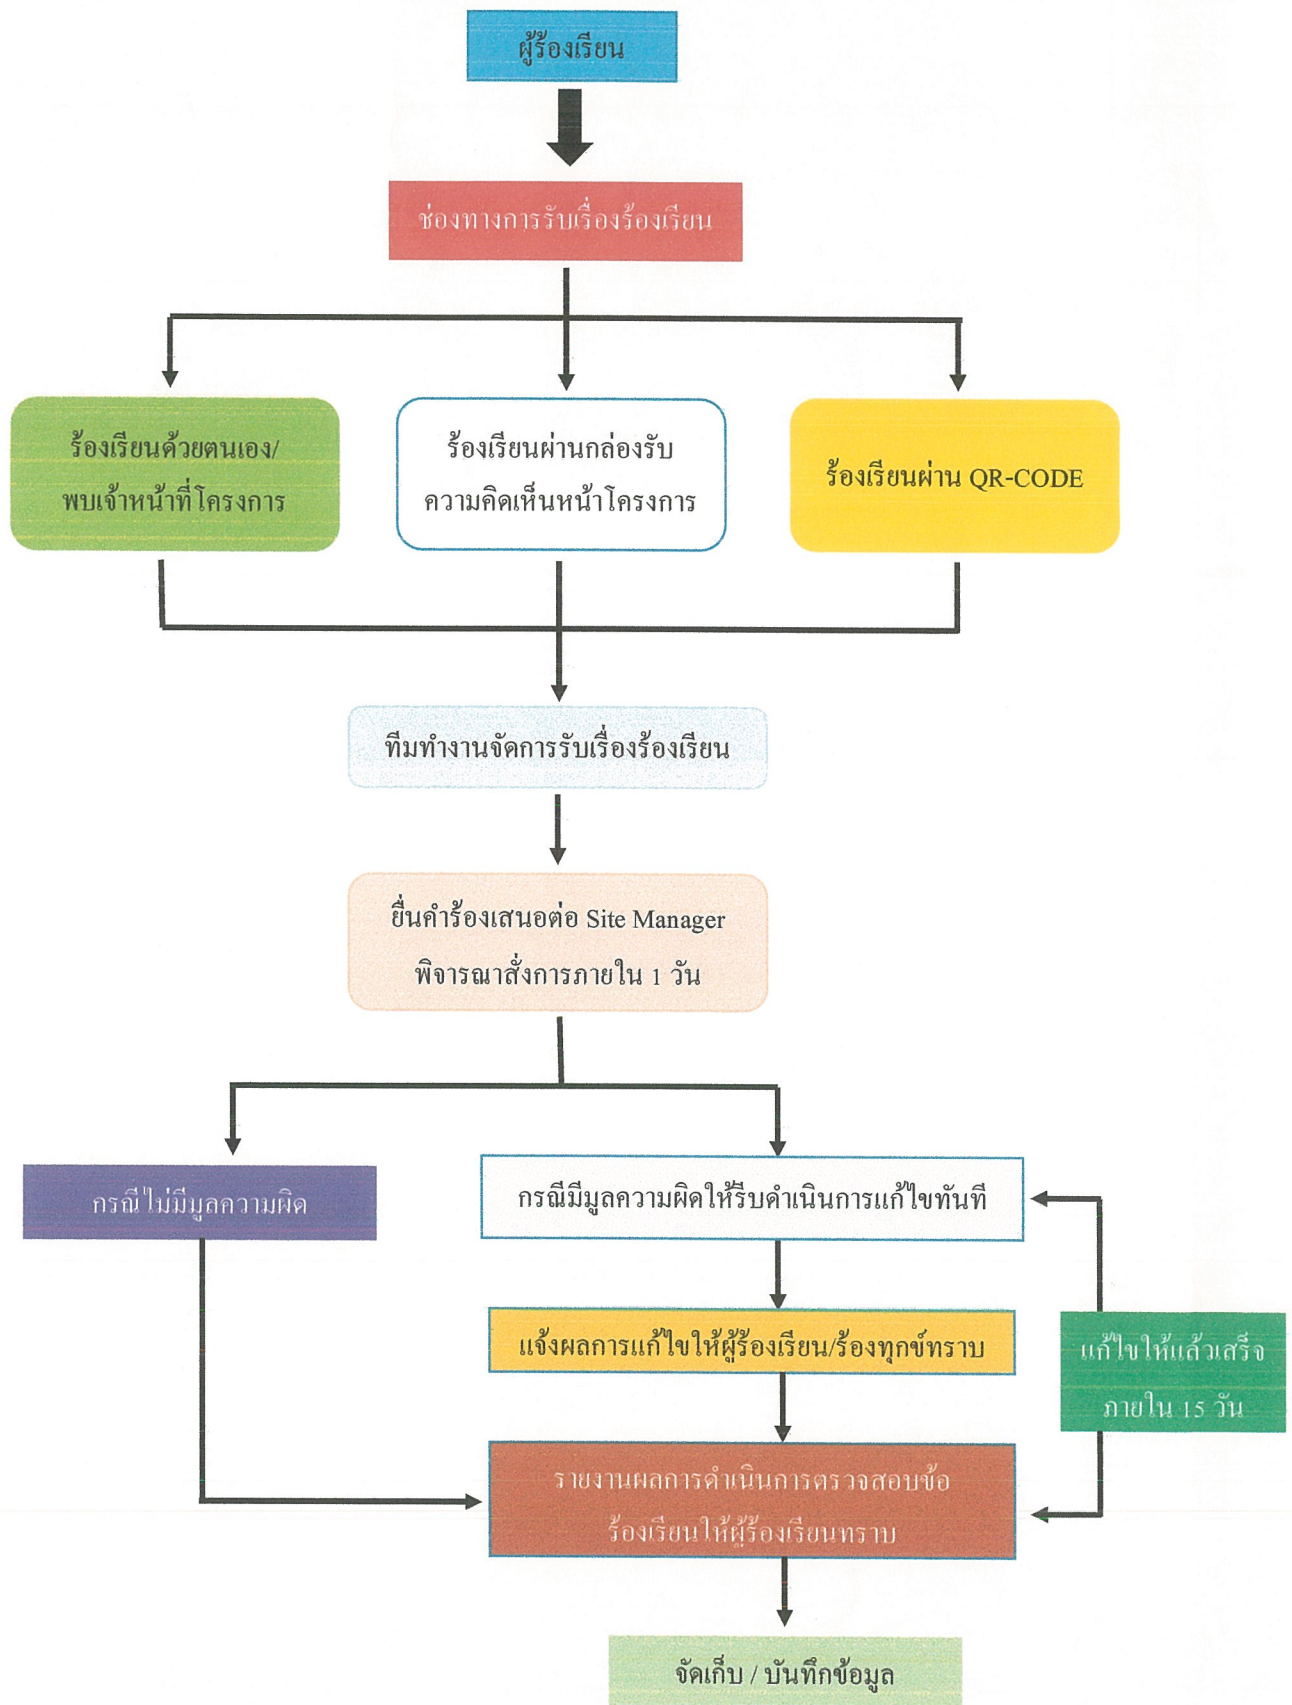 ผู้ร้องเรียน
ช่องทางการรับเรื่องร้องเรียน
ร้องเรียนด้วยตนเอง/
พบเจ้าหน้าที่โครงการ
ร้องเรียนผ่านกล่องรับ
ความคิดเห็นหน้าโครงการ
ร้องเรียนผ่าน QR-CODE
ทีมทำงานจัดการรับเรื่องร้องเรียน
ยื่นคำร้องเสนอต่อ Site Manager
พิจารณาสั่งการภายใน 1 วัน
กรณีไม่มีมูลความผิด
กรณีมีมูลความผิดให้รีบดำเนินการแก้ไขทันที
แจ้งผลการแก้ไขให้ผู้ร้องเรียน/ร้องทุกข์ทราบ
แก้ไขให้แล้วเสร็จ
ภายใน 15 วัน
รายงานผลการดำเนินการตรวจสอบข้อ
ร้องเรียนให้ผู้ร้องเรียนทราบ
จัดเก็บ / บันทึกข้อมูล